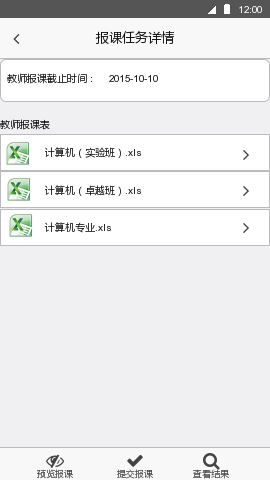 12:00
报课任务详情
教师报课截止时间： 2015-10-10
教师报课表
计算机（实验班）.xls
计算机（卓越班）.xls
计算机专业.xls
预览报课 提交报课 查看结果